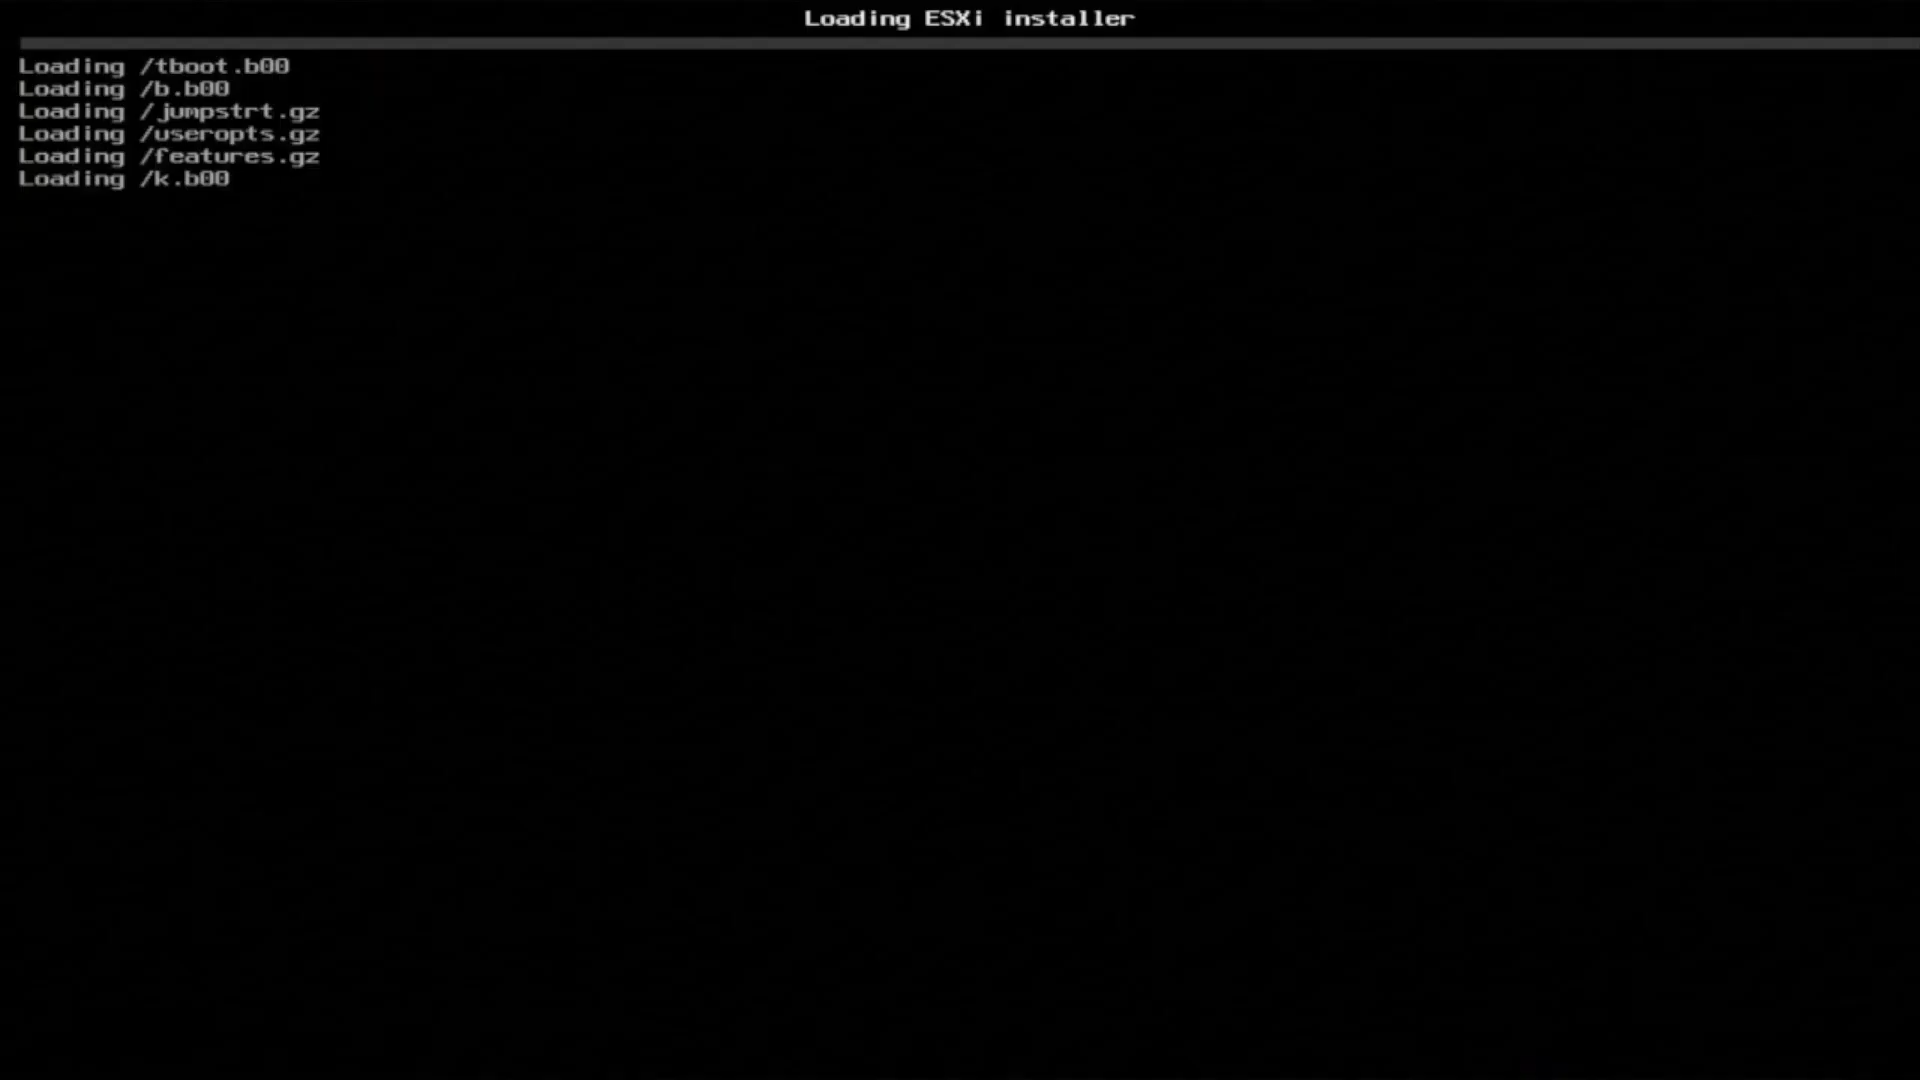 Loading ESXi installer
Loading /tboot.b00
Loading /b.b00
Loading /jumpstrt.gz
Loading /useropts.gz
Loading /features.gz
Loading /k.b00